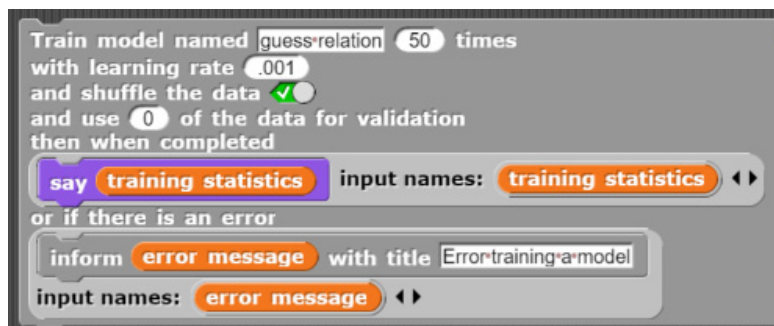 Train model named guess relation 50 times
with learning rate .001
and shuffle the data
and use 0 of the data for validation
then when completed
say training statistics input names: training statistics
or if there is an error
inform error message with title Error training a model
input names: error message